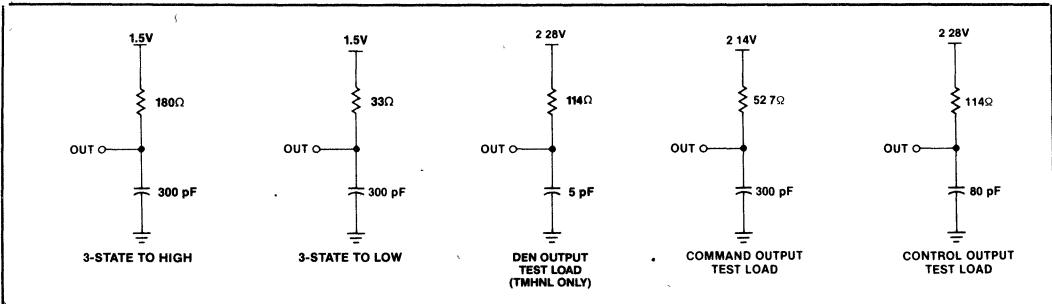 1.5V
180Ω
OUT
300 pF
3-STATE TO HIGH
1.5V
33Ω
OUT
300 pF
3-STATE TO LOW
2 28V
114Ω
OUT
5 pF
DEN OUTPUT
TEST LOAD
(TMHNL ONLY)
2 14V
52 7Ω
OUT
300 pF
COMMAND OUTPUT
TEST LOAD
2 28V
114Ω
OUT
80 pF
CONTROL OUTPUT
TEST LOAD